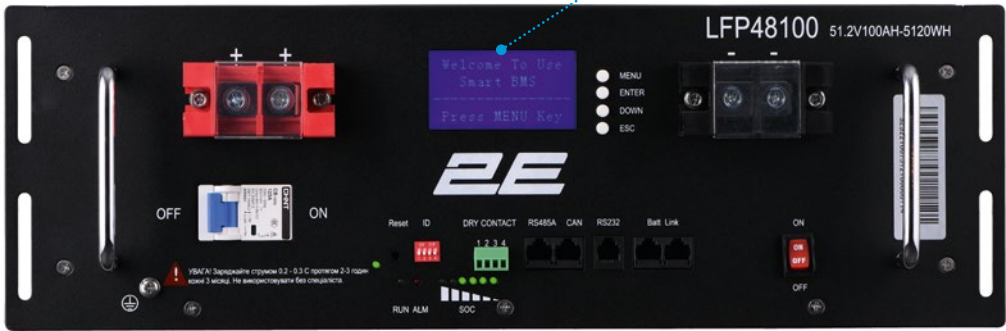 LFP48100 51.2V100AH-5120WH
+ +
- -
Welcome To Use
Smart BMS
Press MENU Key
MENU
ENTER
DOWN
ESC
2E
OFF
ON
CHNT
Reset
ID
DRY CONTACT
RS485A
CAN
RS232
Batt Link
1 2 3 4
ON
ON
OFF
OFF
УВАГА! Заряджайте струмом 0.2 - 0.3 С протягом 2-3 годин
кожні 3 місяці. Не використовувати без спеціаліста.
RUN ALM
SOC